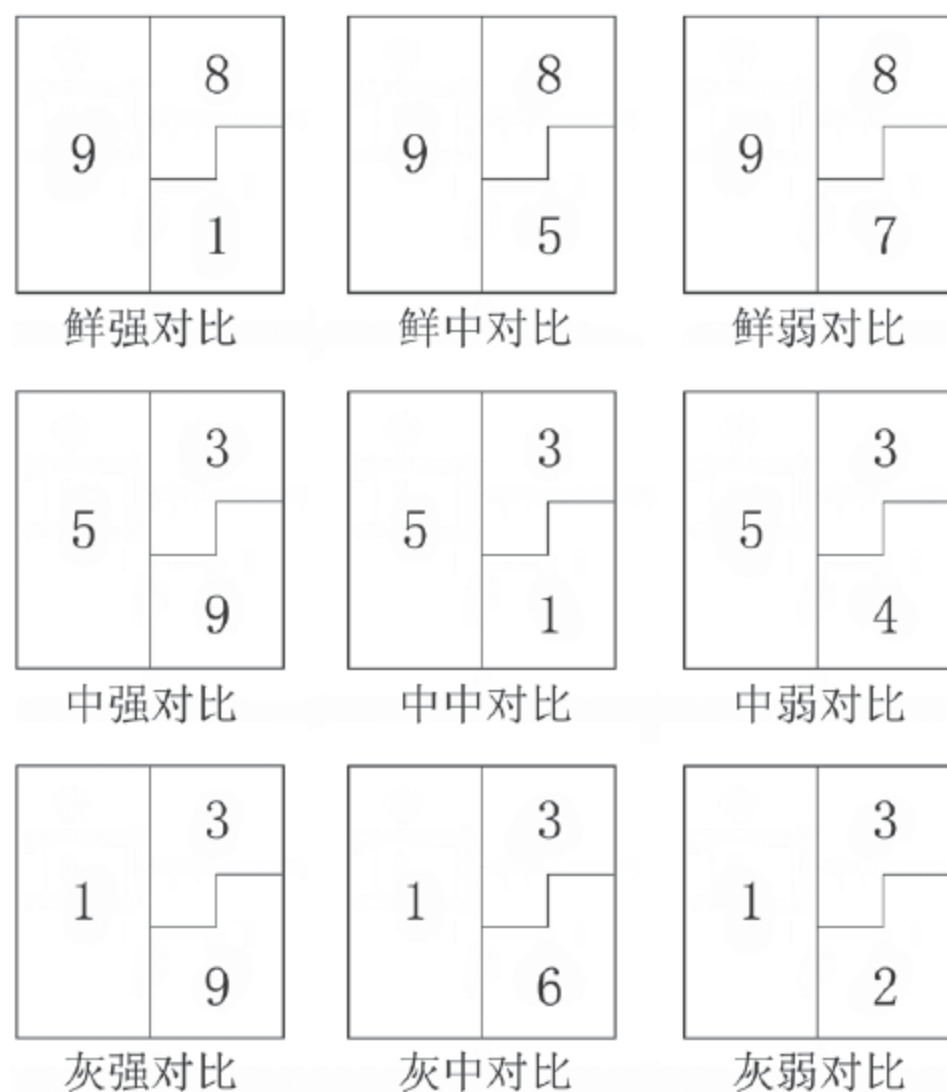 8 8 8
9 9 9
1 5 7
鲜强对比 鲜中对比 鲜弱对比
3 3 3
5 5 5
9 1 4
中强对比 中中对比 中弱对比
3 3 3
1 1 1
9 6 2
灰强对比 灰中对比 灰弱对比